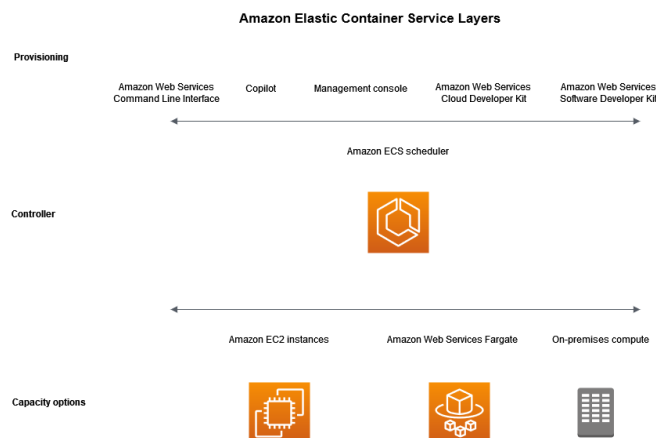 Amazon Elastic Container Service Layers
Provisioning
Amazon Web Services
Command Line Interface
Copilot
Management console
Amazon Web Services
Cloud Developer Kit
Amazon Web Services
Software Developer Kit
Amazon ECS scheduler
Controller
Amazon EC2 instances
Amazon Web Services Fargate
On-premises compute
Capacity options